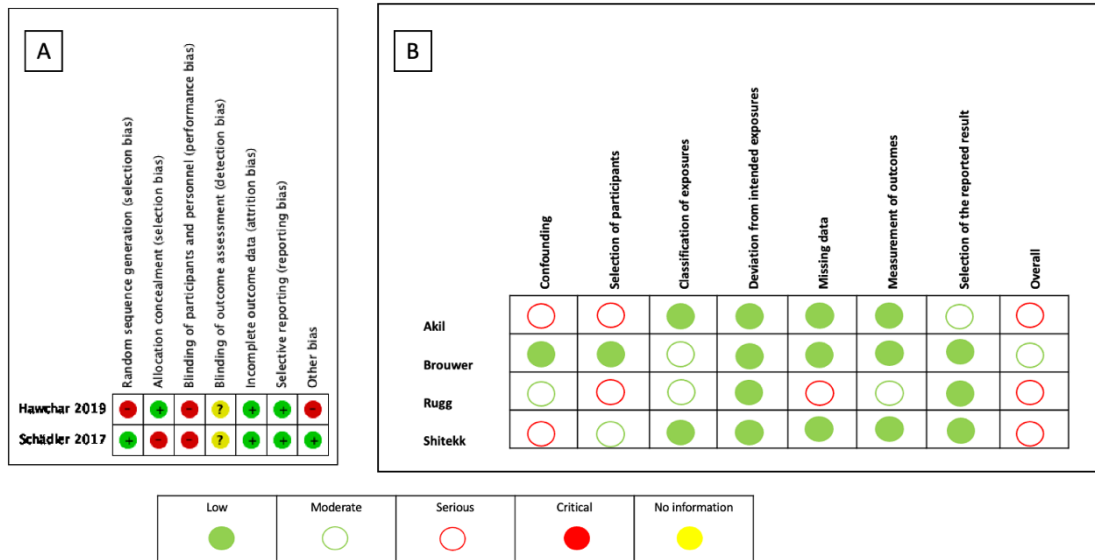 A
Random sequence generation (selection bias)
Allocation concealment (selection bias)
Blinding of participants and personnel (performance bias)
Blinding of outcome assessment (detection bias)
Incomplete outcome data (attrition bias)
Selective reporting (reporting bias)
Other bias
Hawchar 2019 - + - ? + + -
Schädler 2017 + - - ? + + +
B
Confounding
Selection of participants
Classification of exposures
Deviation from intended exposures
Missing data
Measurement of outcomes
Selection of the reported result
Overall
Akil
Brouwer
Rugg
Shitekk
Low Moderate Serious Critical No information